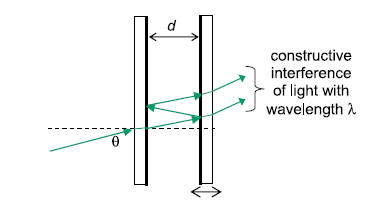 d
constructive
interference
of light with
wavelength λ
θ